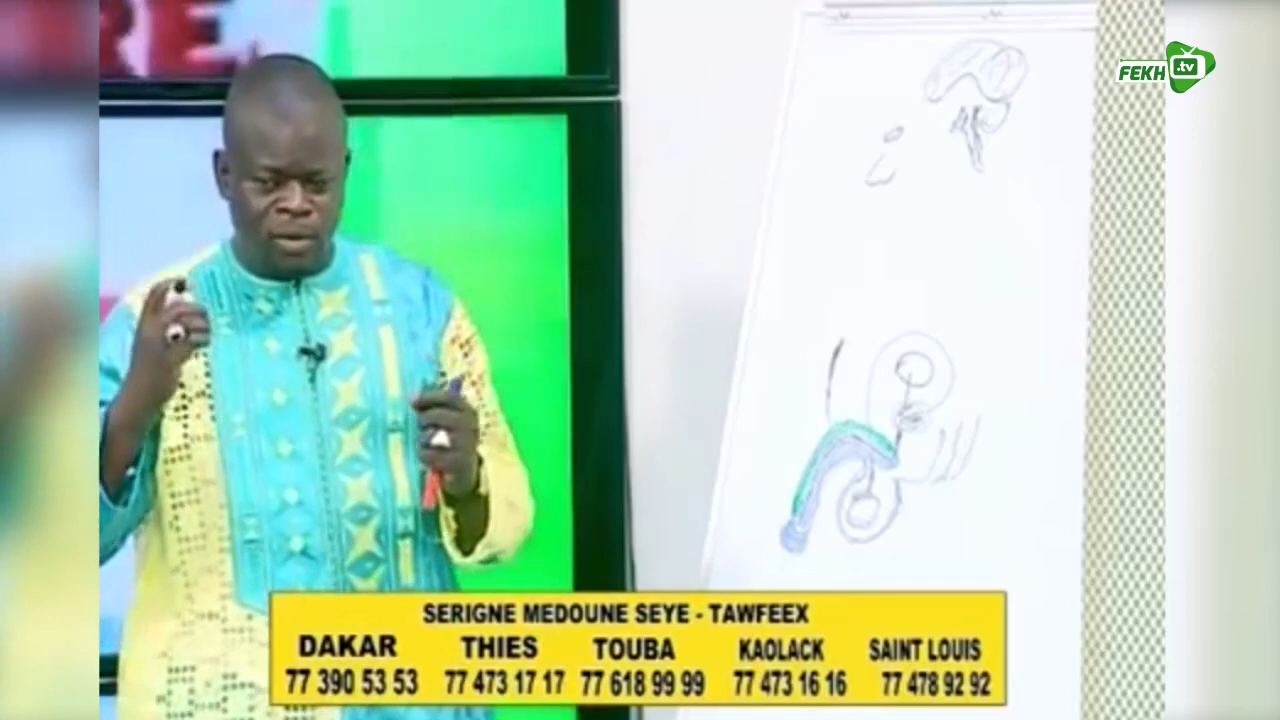 FEKH .tv
SERIGNE MEDOUNE SEYE - TAWFEEX
DAKAR THIES TOUBA KAOLACK SAINT LOUIS
77 390 53 53 77 473 17 17 77 618 99 99 77 473 16 16 77 478 92 92